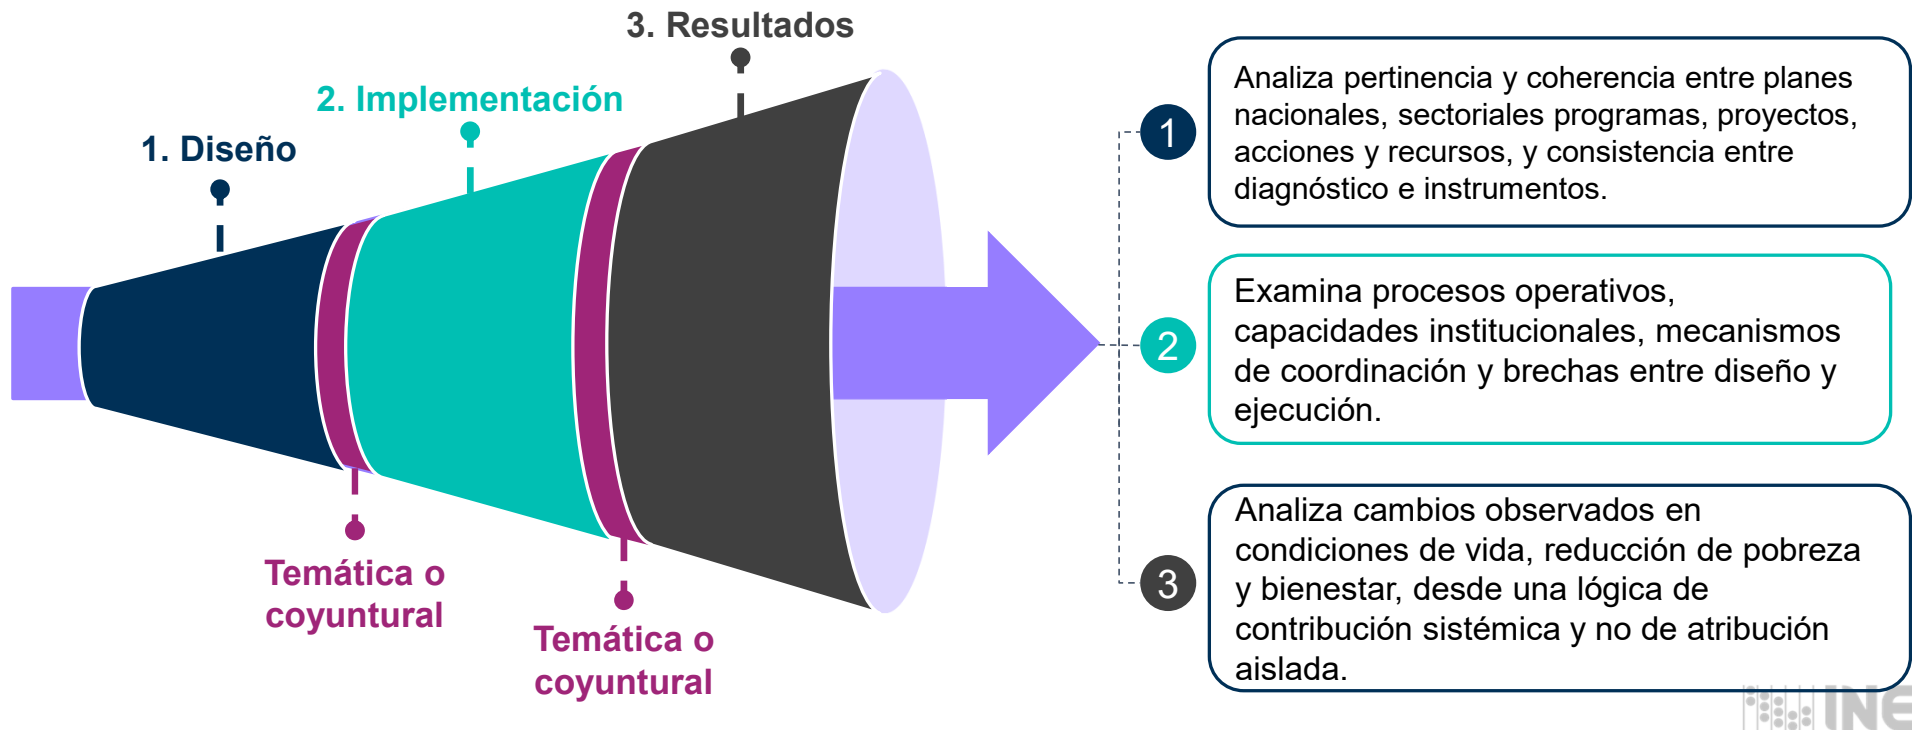 3. Resultados
2. Implementación
1. Diseño
Temática o
coyuntural
Temática o
coyuntural
1
Analiza pertinencia y coherencia entre planes
nacionales, sectoriales programas, proyectos,
acciones y recursos, y consistencia entre
diagnóstico e instrumentos.
2
Examina procesos operativos,
capacidades institucionales, mecanismos
de coordinación y brechas entre diseño y
ejecución.
3
Analiza cambios observados en
condiciones de vida, reducción de pobreza
y bienestar, desde una lógica de
contribución sistémica y no de atribución
aislada.